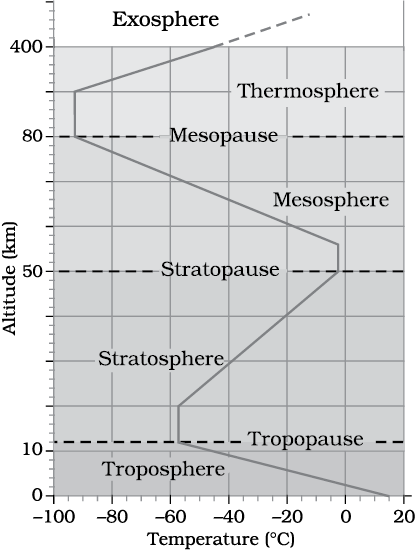 Exosphere
400
Thermosphere
80
Mesopause
Mesosphere
Altitude (km)
50
Stratopause
Stratosphere
Tropopause
10
Troposphere
0
−100 −80 −60 −40 −20 0 20
Temperature (°C)